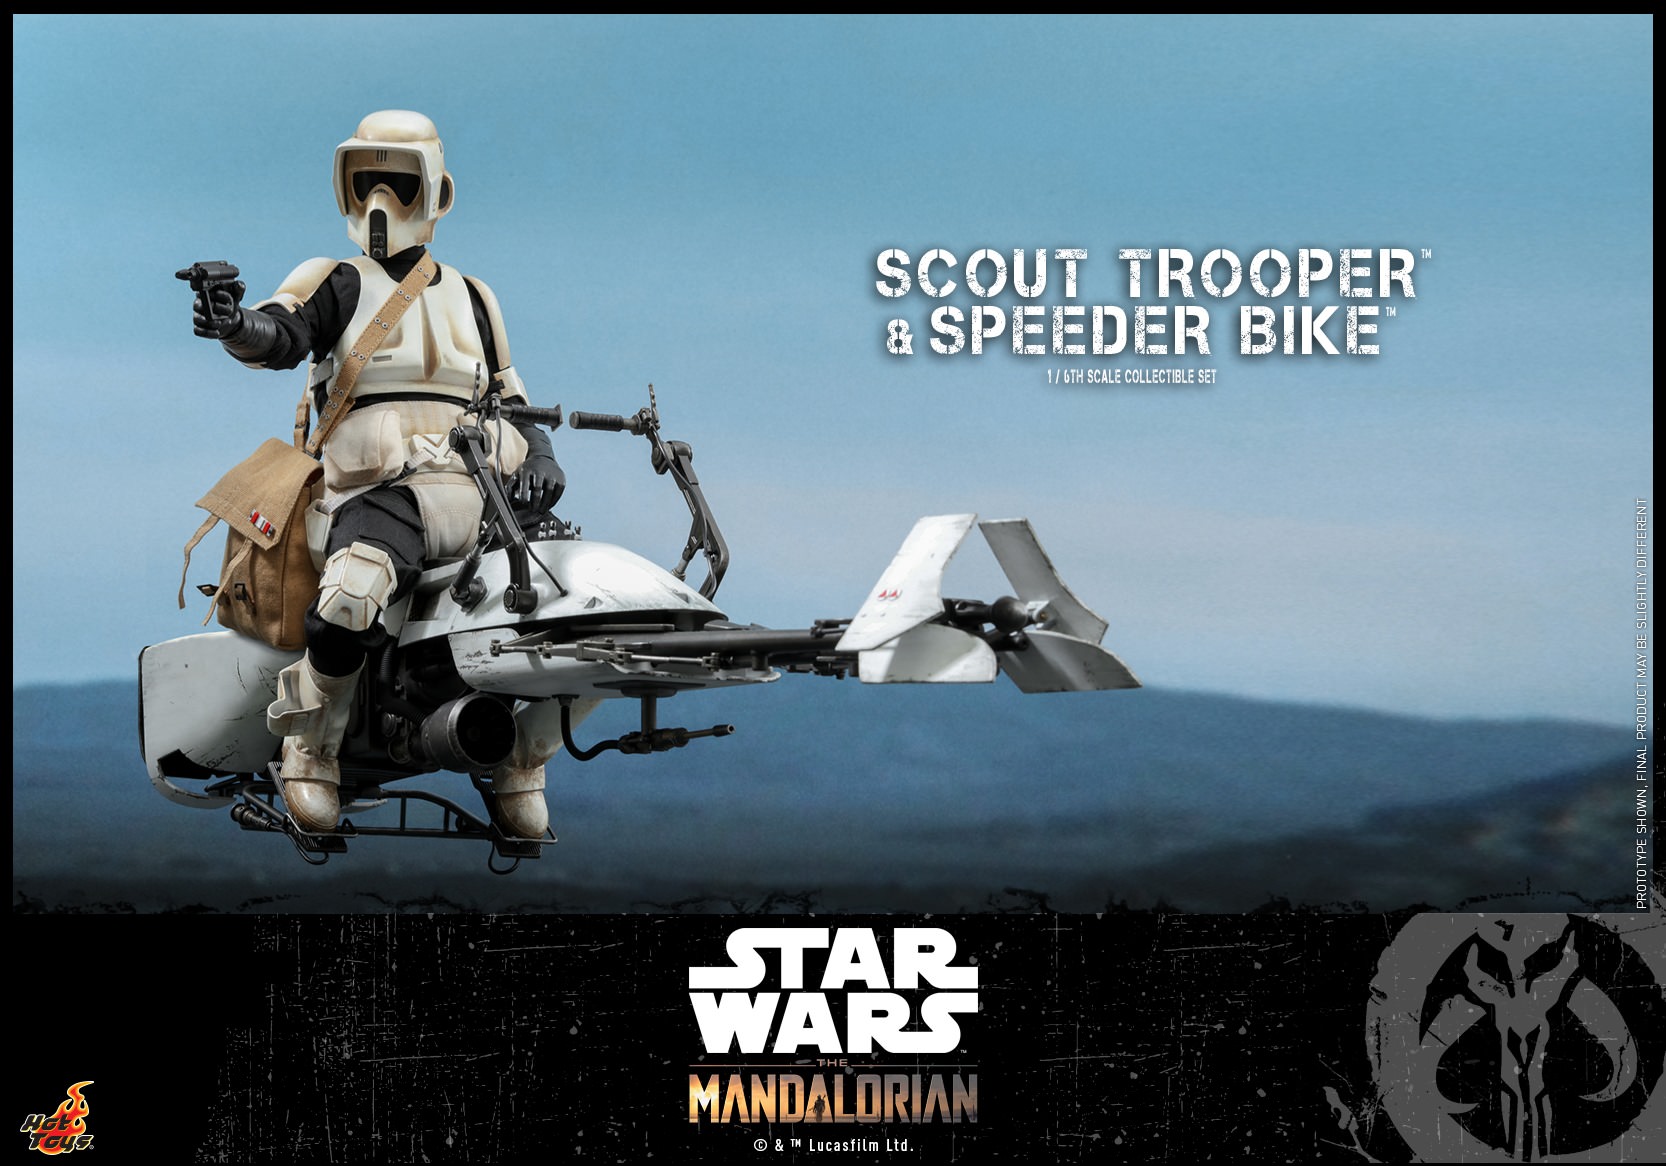 SCOUT TROOPER™
& SPEEDER BIKE™
1 / 6TH SCALE COLLECTIBLE SET
PROTOTYPE SHOWN, FINAL PRODUCT MAY BE SLIGHTLY DIFFERENT
STAR
WARS™
THE
MANDALORIAN
© & ™ Lucasfilm Ltd.
HOT
TOYS